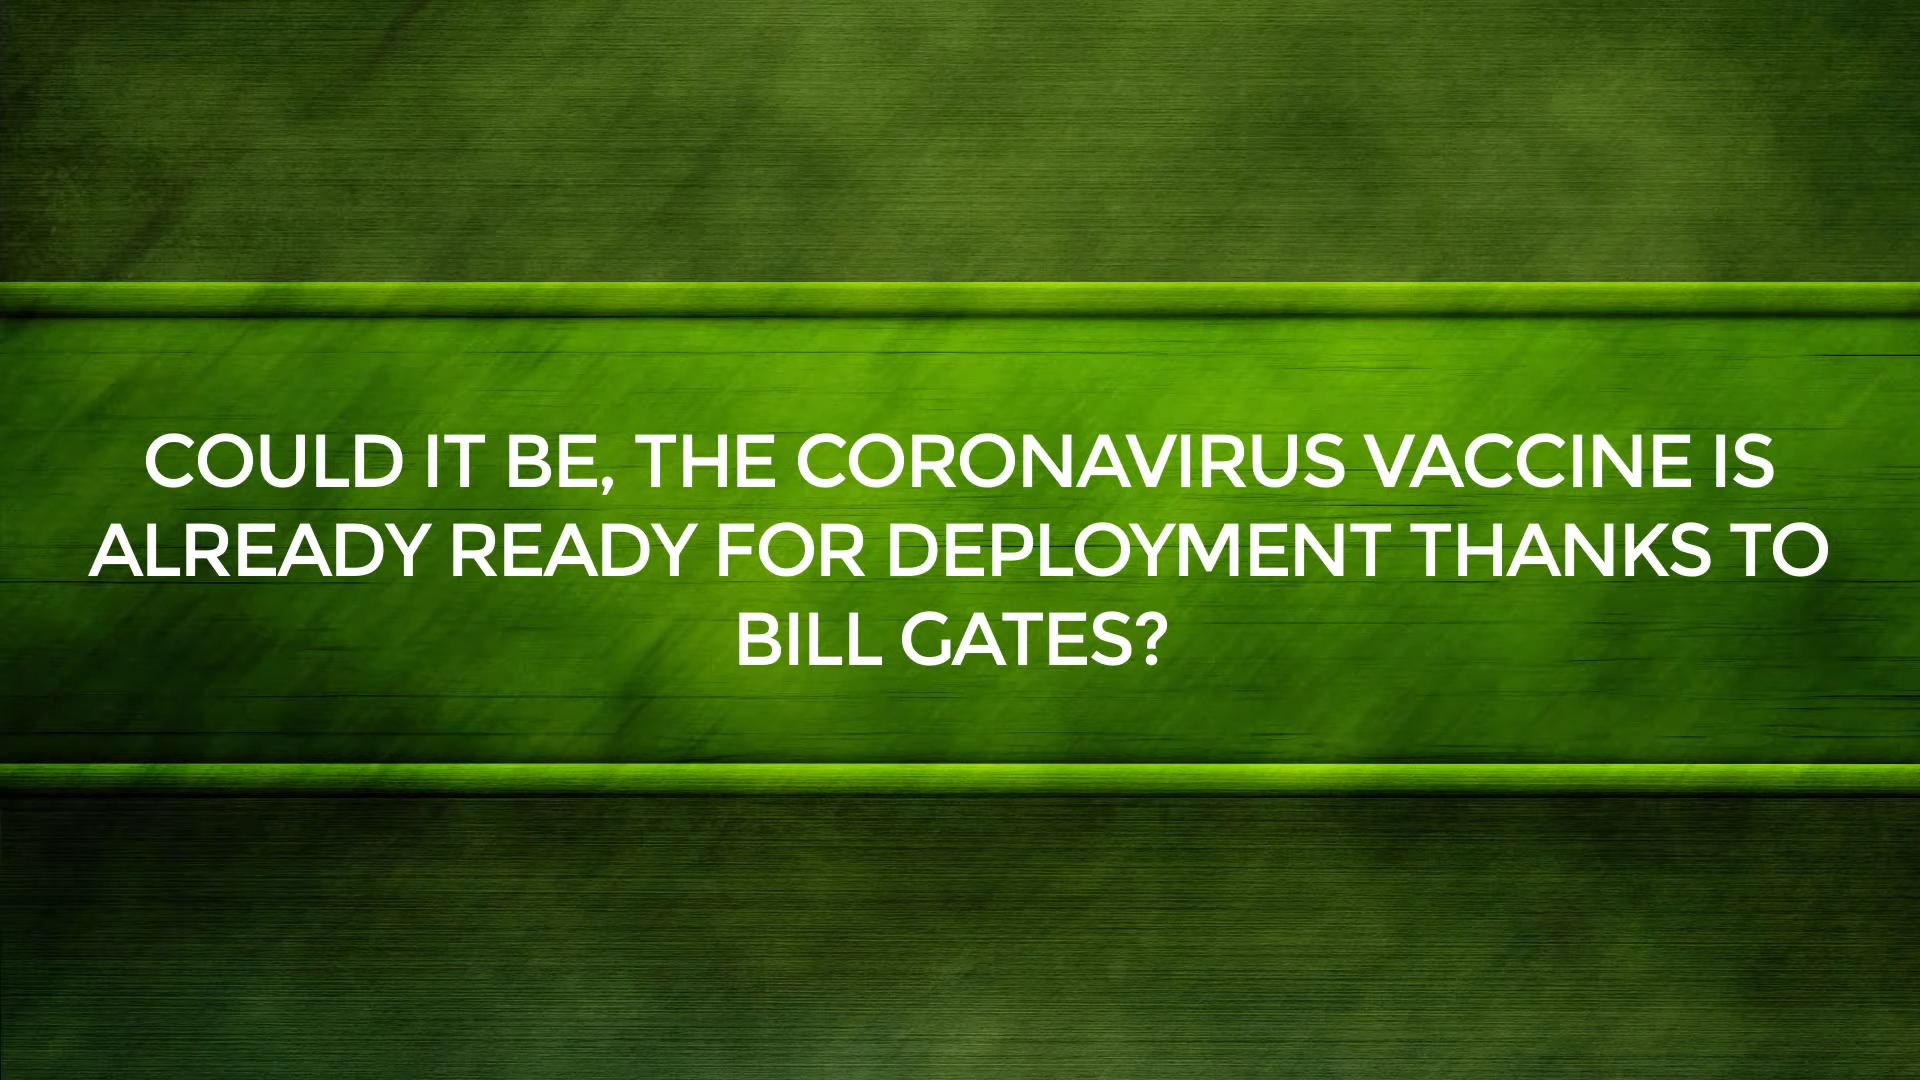 COULD IT BE, THE CORONAVIRUS VACCINE IS
ALREADY READY FOR DEPLOYMENT THANKS TO
BILL GATES?